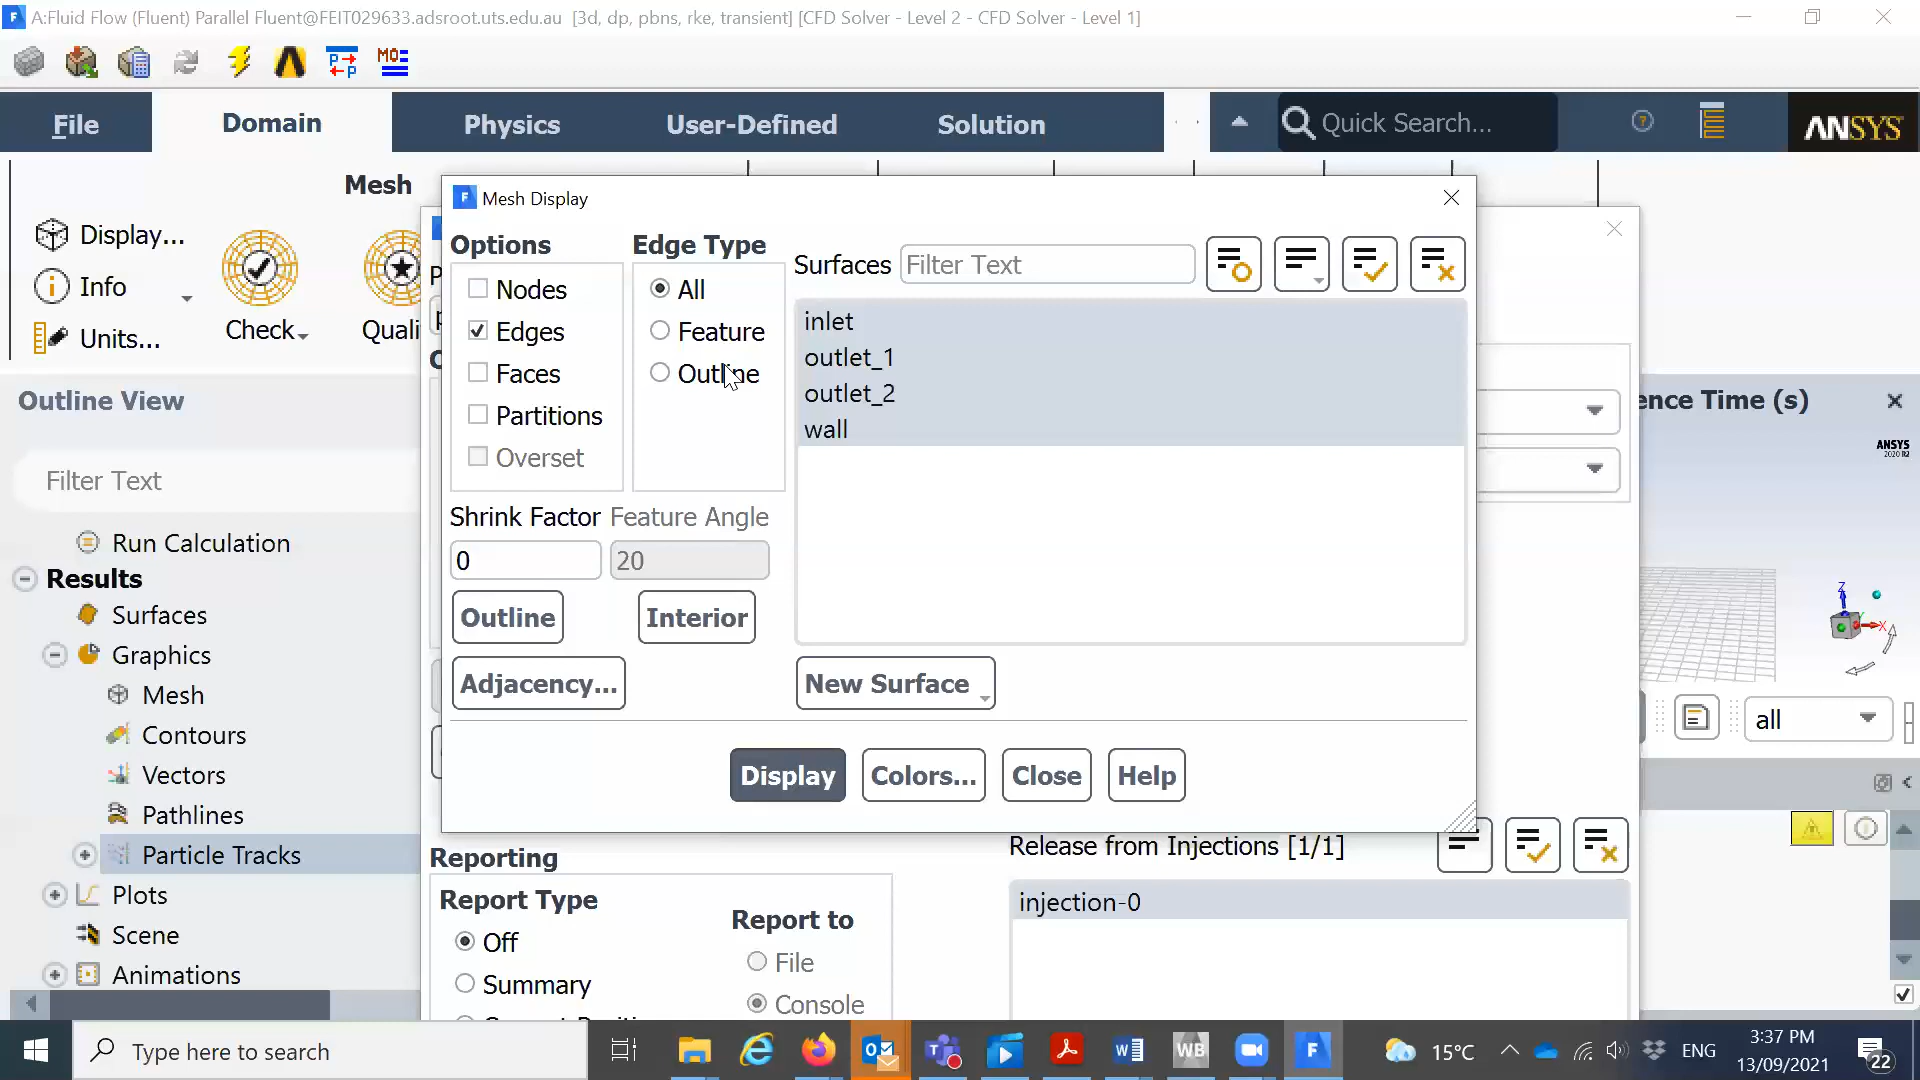 A:Fluid Flow (Fluent) Parallel Fluent@FEIT029633.adsroot.uts.edu.au [3d, dp, pbns, rke, transient] [CFD Solver - Level 2 - CFD Solver - Level 1]
File
Domain
Physics
User-Defined
Solution
Quick Search...
ANSYS
Mesh
Display...
Info
Units...
Check
Quali
Mesh Display
Options
Nodes
Edges
Faces
Partitions
Overset
Edge Type
All
Feature
Outline
Surfaces
Filter Text
inlet
outlet_1
outlet_2
wall
Shrink Factor
Feature Angle
0
20
Outline
Interior
Adjacency...
New Surface
Display
Colors...
Close
Help
Outline View
Filter Text
Run Calculation
Results
Surfaces
Graphics
Mesh
Contours
Vectors
Pathlines
Particle Tracks
Plots
Scene
Animations
ence Time (s)
ANSYS
2020 R2
Z
X
all
Reporting
Report Type
Off
Summary
Report to
File
Console
Release from Injections [1/1]
injection-0
Type here to search
WB
15°C
ENG
3:37 PM
13/09/2021
22